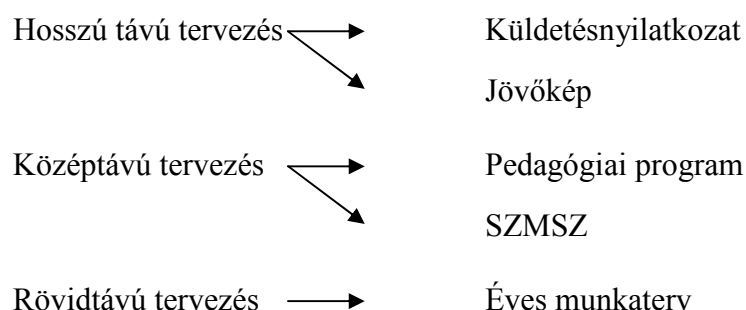 Hosszú távú tervezés Küldetésnyilatkozat
Jövőkép
Középtávú tervezés Pedagógiai program
SZMSZ
Rövidtávú tervezés Éves munkaterv